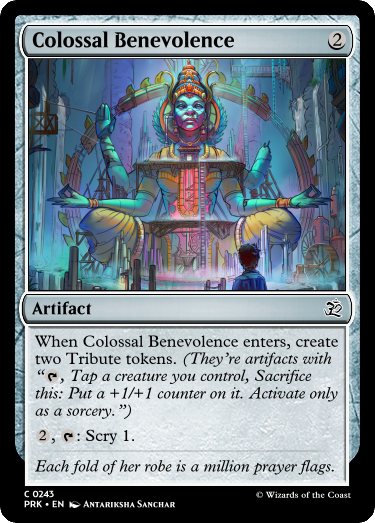 Colossal Benevolence 2
Artifact
When Colossal Benevolence enters, create
two Tribute tokens. (They're artifacts with
“, Tap a creature you control, Sacrifice
this: Put a +1/+1 counter on it. Activate only
as a sorcery.”)
2, : Scry 1.
Each fold of her robe is a million prayer flags.
C 0243
PRK • EN Antariksha Sanchar
© Wizards of the Coast